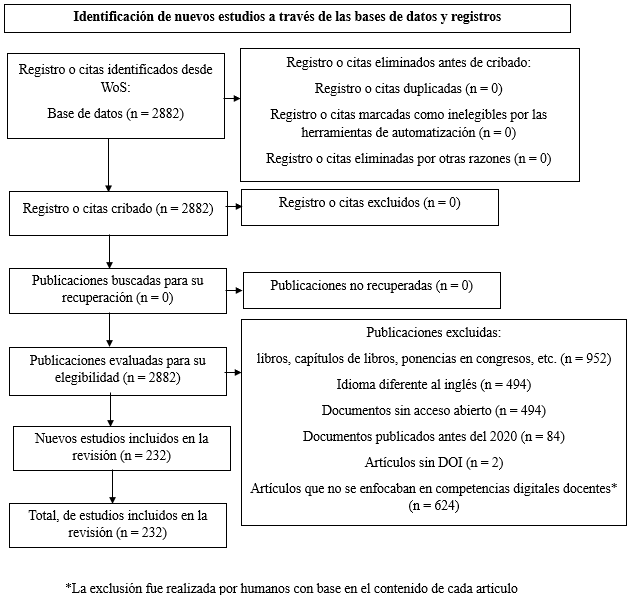 Identificación de nuevos estudios a través de las bases de datos y registros
Registro o citas identificados desde
WoS:
Base de datos (n = 2882)
Registro o citas eliminados antes de cribado:
Registro o citas duplicadas (n = 0)
Registro o citas marcadas como inelegibles por las
herramientas de automatización (n = 0)
Registro o citas eliminadas por otras razones (n = 0)
Registro o citas cribado (n = 2882)
Registro o citas excluidos (n = 0)
Publicaciones buscadas para su
recuperación (n = 0)
Publicaciones no recuperadas (n = 0)
Publicaciones evaluadas para su
elegibilidad (n = 2882)
Publicaciones excluidas:
libros, capítulos de libros, ponencias en congresos, etc. (n = 952)
Idioma diferente al inglés (n = 494)
Documentos sin acceso abierto (n = 494)
Documentos publicados antes del 2020 (n = 84)
Artículos sin DOI (n = 2)
Artículos que no se enfocaban en competencias digitales docentes*
(n = 624)
Nuevos estudios incluidos en la
revisión (n = 232)
Total, de estudios incluidos en la
revisión (n = 232)
*La exclusión fue realizada por humanos con base en el contenido de cada articulo